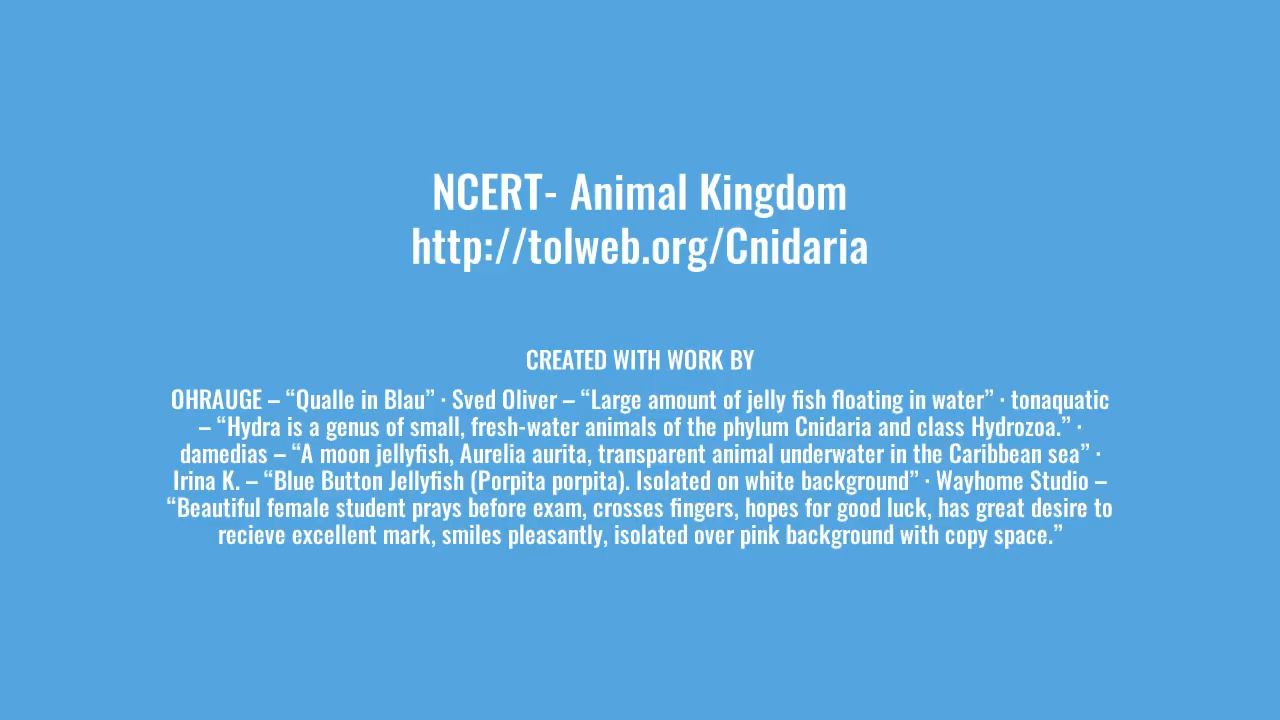 NCERT- Animal Kingdom
http://tolweb.org/Cnidaria
CREATED WITH WORK BY
OHRAUGE – “Qualle in Blau” · Sved Oliver – “Large amount of jelly fish floating in water” · tonaquatic
– “Hydra is a genus of small, fresh-water animals of the phylum Cnidaria and class Hydrozoa.” ·
damedias – “A moon jellyfish, Aurelia aurita, transparent animal underwater in the Caribbean sea” ·
Irina K. – “Blue Button Jellyfish (Porpita porpita). Isolated on white background” · Wayhome Studio –
“Beautiful female student prays before exam, crosses fingers, hopes for good luck, has great desire to
recieve excellent mark, smiles pleasantly, isolated over pink background with copy space.”